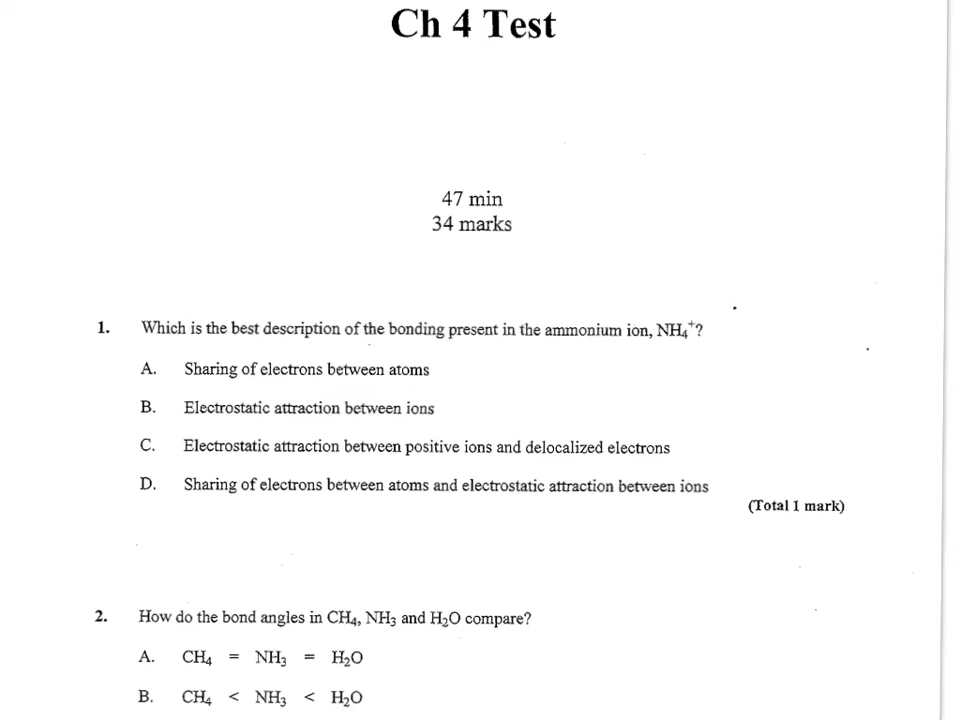 Ch 4 Test
47 min
34 marks
1. Which is the best description of the bonding present in the ammonium ion, NH₄⁺?
A. Sharing of electrons between atoms
B. Electrostatic attraction between ions
C. Electrostatic attraction between positive ions and delocalized electrons
D. Sharing of electrons between atoms and electrostatic attraction between ions
(Total 1 mark)
2. How do the bond angles in CH₄, NH₃ and H₂O compare?
A. CH₄ = NH₃ = H₂O
B. CH₄ < NH₃ < H₂O